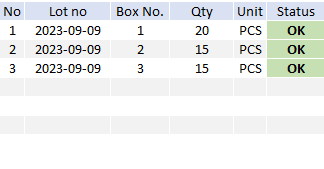 No Lot no Box No. Qty Unit Status
1 2023-09-09 1 20 PCS OK
2 2023-09-09 2 15 PCS OK
3 2023-09-09 3 15 PCS OK